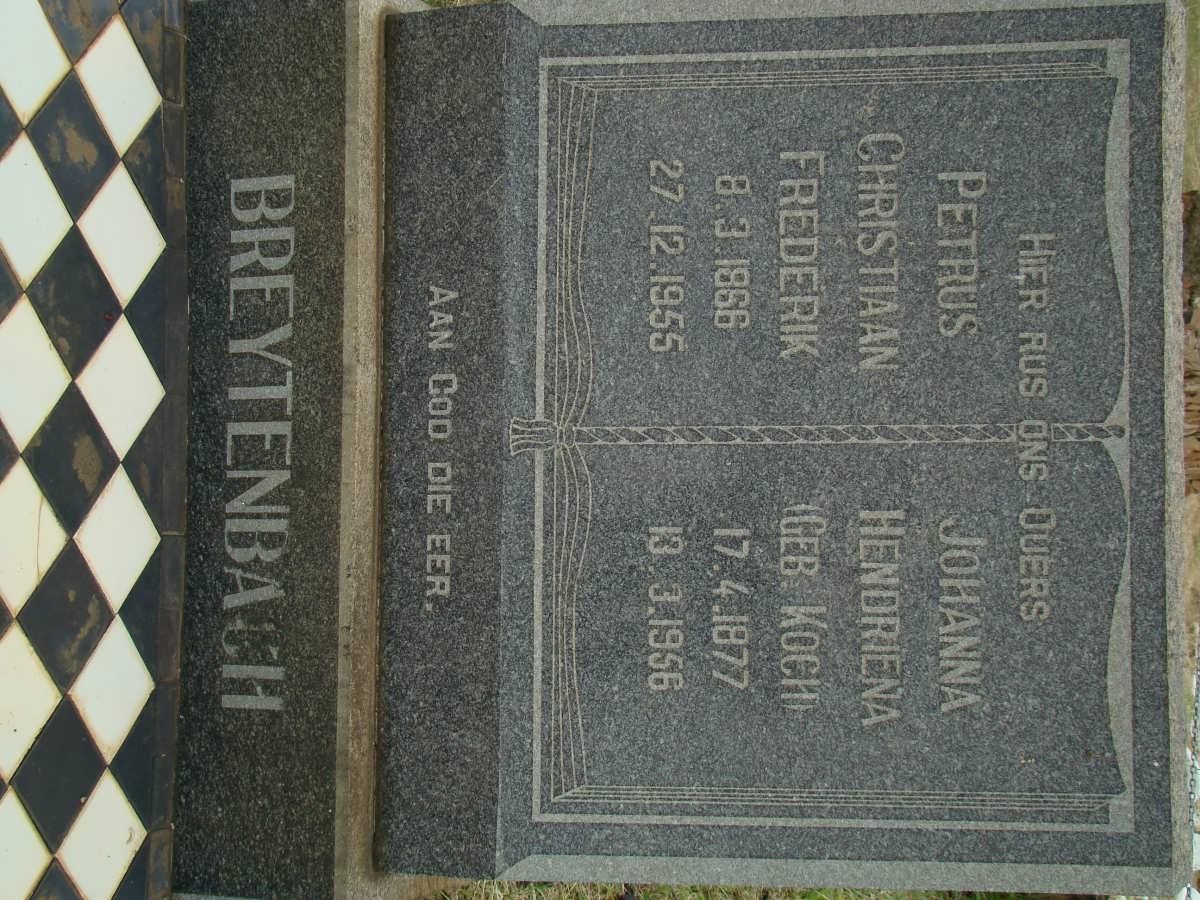 HIER RUS ONS OUERS
PETRUS
CHRISTIAAN
FREDERIK
8.3.1866
27.12.1955
JOHANNA
HENDRIENA
(GEB KOCH)
17.4.1877
13.3.1956
AAN GOD DIE EER.
BREYTENBACH